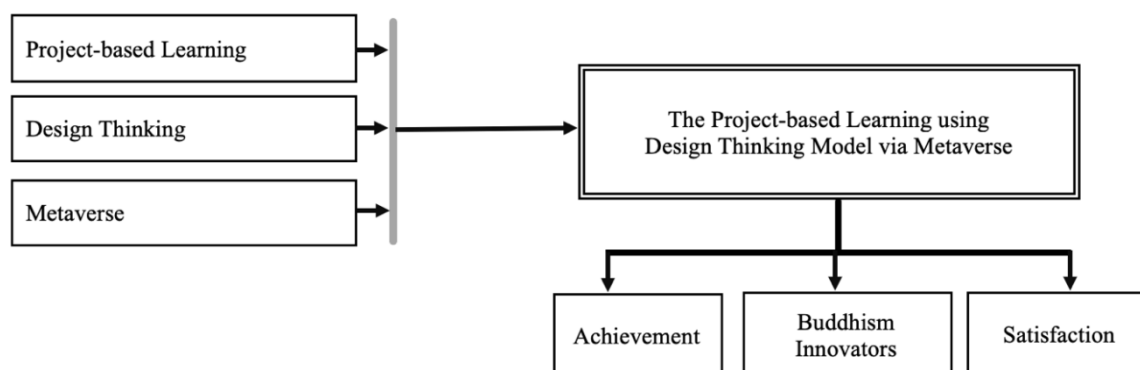 Project-based Learning
Design Thinking
Metaverse
The Project-based Learning using
Design Thinking Model via Metaverse
Achievement
Buddhism
Innovators
Satisfaction